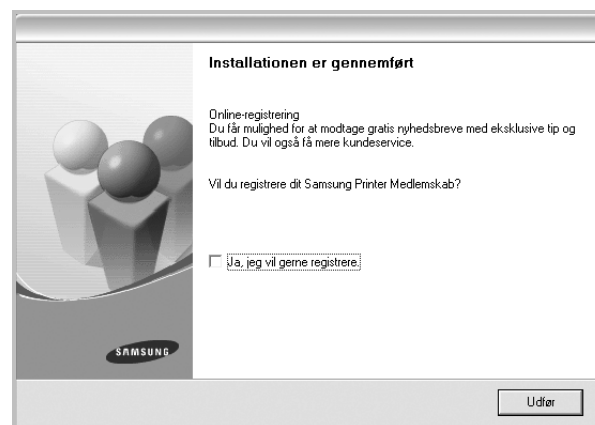 Installationen er gennemført
Online-registrering
Du får mulighed for at modtage gratis nyhedsbreve med eksklusive tip og
tilbud. Du vil også få mere kundeservice.
Vil du registrere dit Samsung Printer Medlemskab?
Ja, jeg vil gerne registrere.
SAMSUNG
Udfør